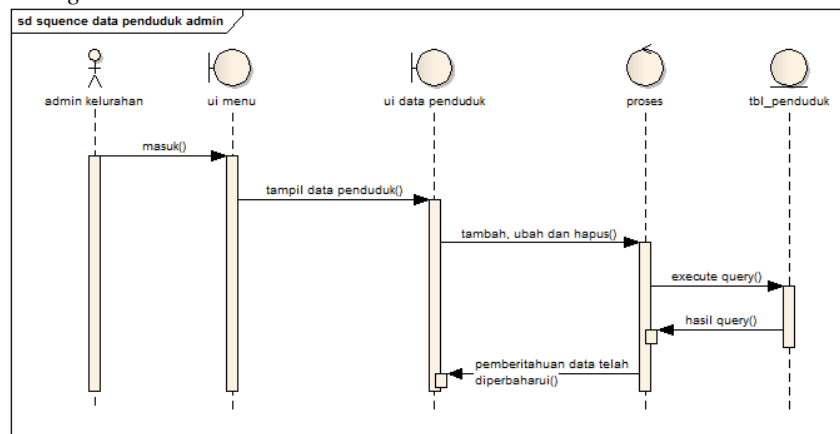 sd squence data penduduk admin
admin kelurahan
ui menu
ui data penduduk
proses
tbl_penduduk
masuk()
tampil data penduduk()
tambah, ubah dan hapus()
execute query()
hasil query()
pemberitahuan data telah
diperbaharui()